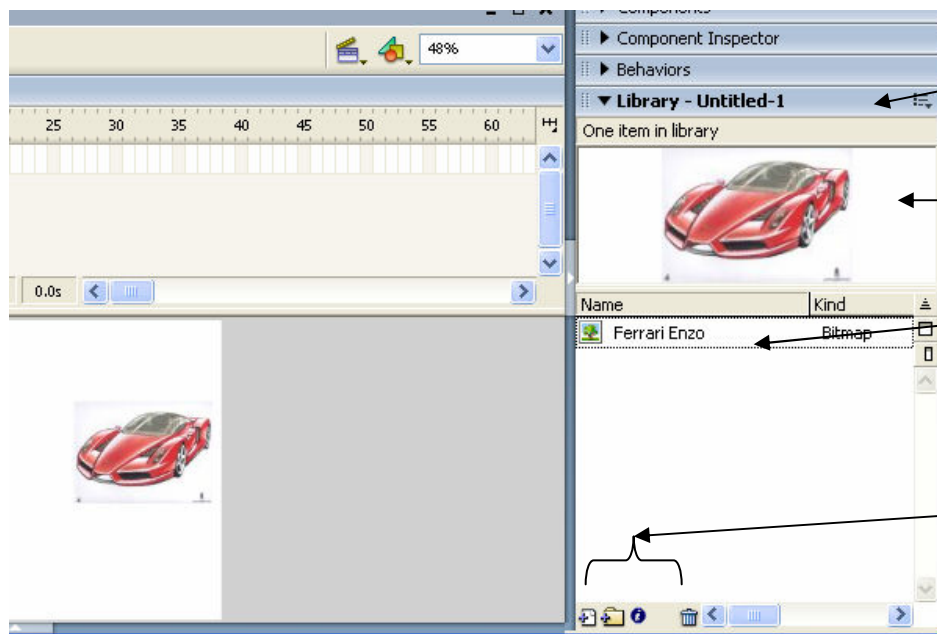 Components
48%
Component Inspector
Behaviors
Library - Untitled-1
25 30 35 40 45 50 55 60
One item in library
0.0s
Name Kind
Ferrari Enzo Bitmap